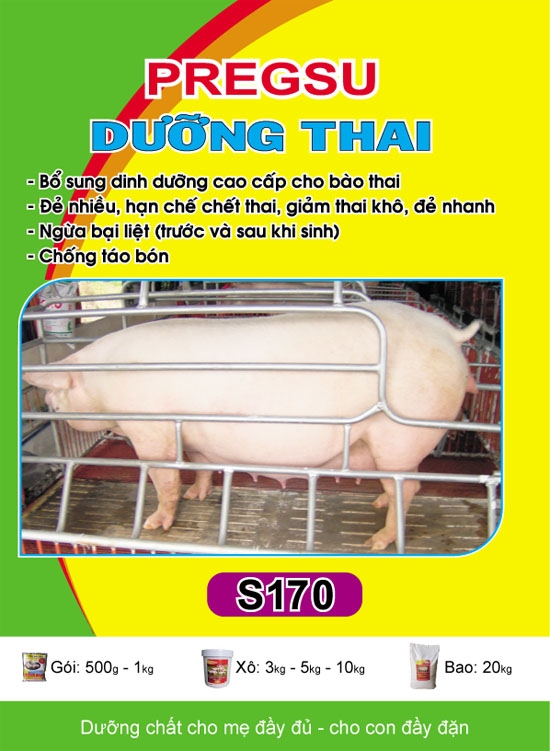 PREGSU
DƯỠNG THAI
- Bổ sung dinh dưỡng cao cấp cho bào thai
- Đẻ nhiều, hạn chế chết thai, giảm thai khô, đẻ nhanh
- Ngừa bại liệt (trước và sau khi sinh)
- Chống táo bón
S170
Gói: 500g - 1kg
Xô: 3kg - 5kg - 10kg
Bao: 20kg
Dưỡng chất cho mẹ đầy đủ - cho con đầy đặn